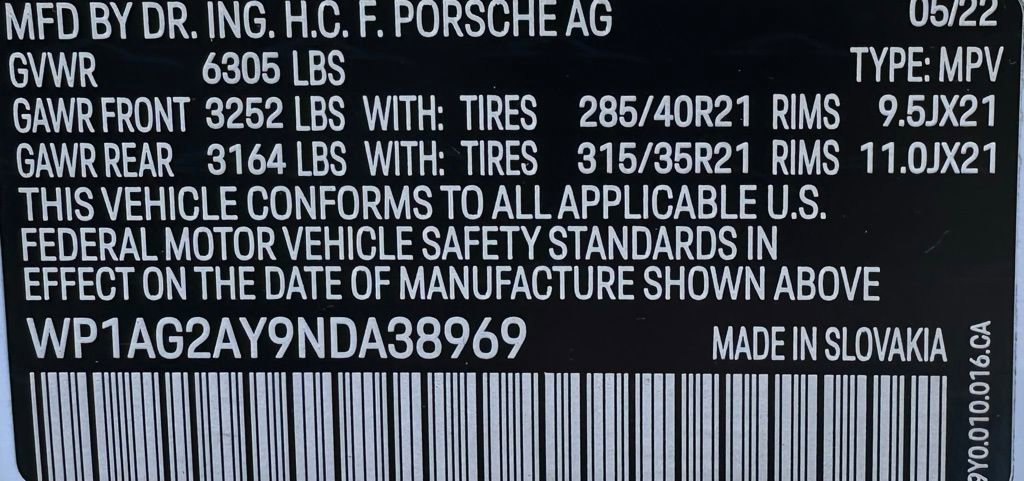 MFD BY DR. ING. H.C. F. PORSCHE AG 05/22
GVWR 6305 LBS TYPE: MPV
GAWR FRONT 3252 LBS WITH: TIRES 285/40R21 RIMS 9.5JX21
GAWR REAR 3164 LBS WITH: TIRES 315/35R21 RIMS 11.0JX21
THIS VEHICLE CONFORMS TO ALL APPLICABLE U.S.
FEDERAL MOTOR VEHICLE SAFETY STANDARDS IN
EFFECT ON THE DATE OF MANUFACTURE SHOWN ABOVE
WP1AG2AY9NDA38969 MADE IN SLOVAKIA
9Y0.010.016.CA